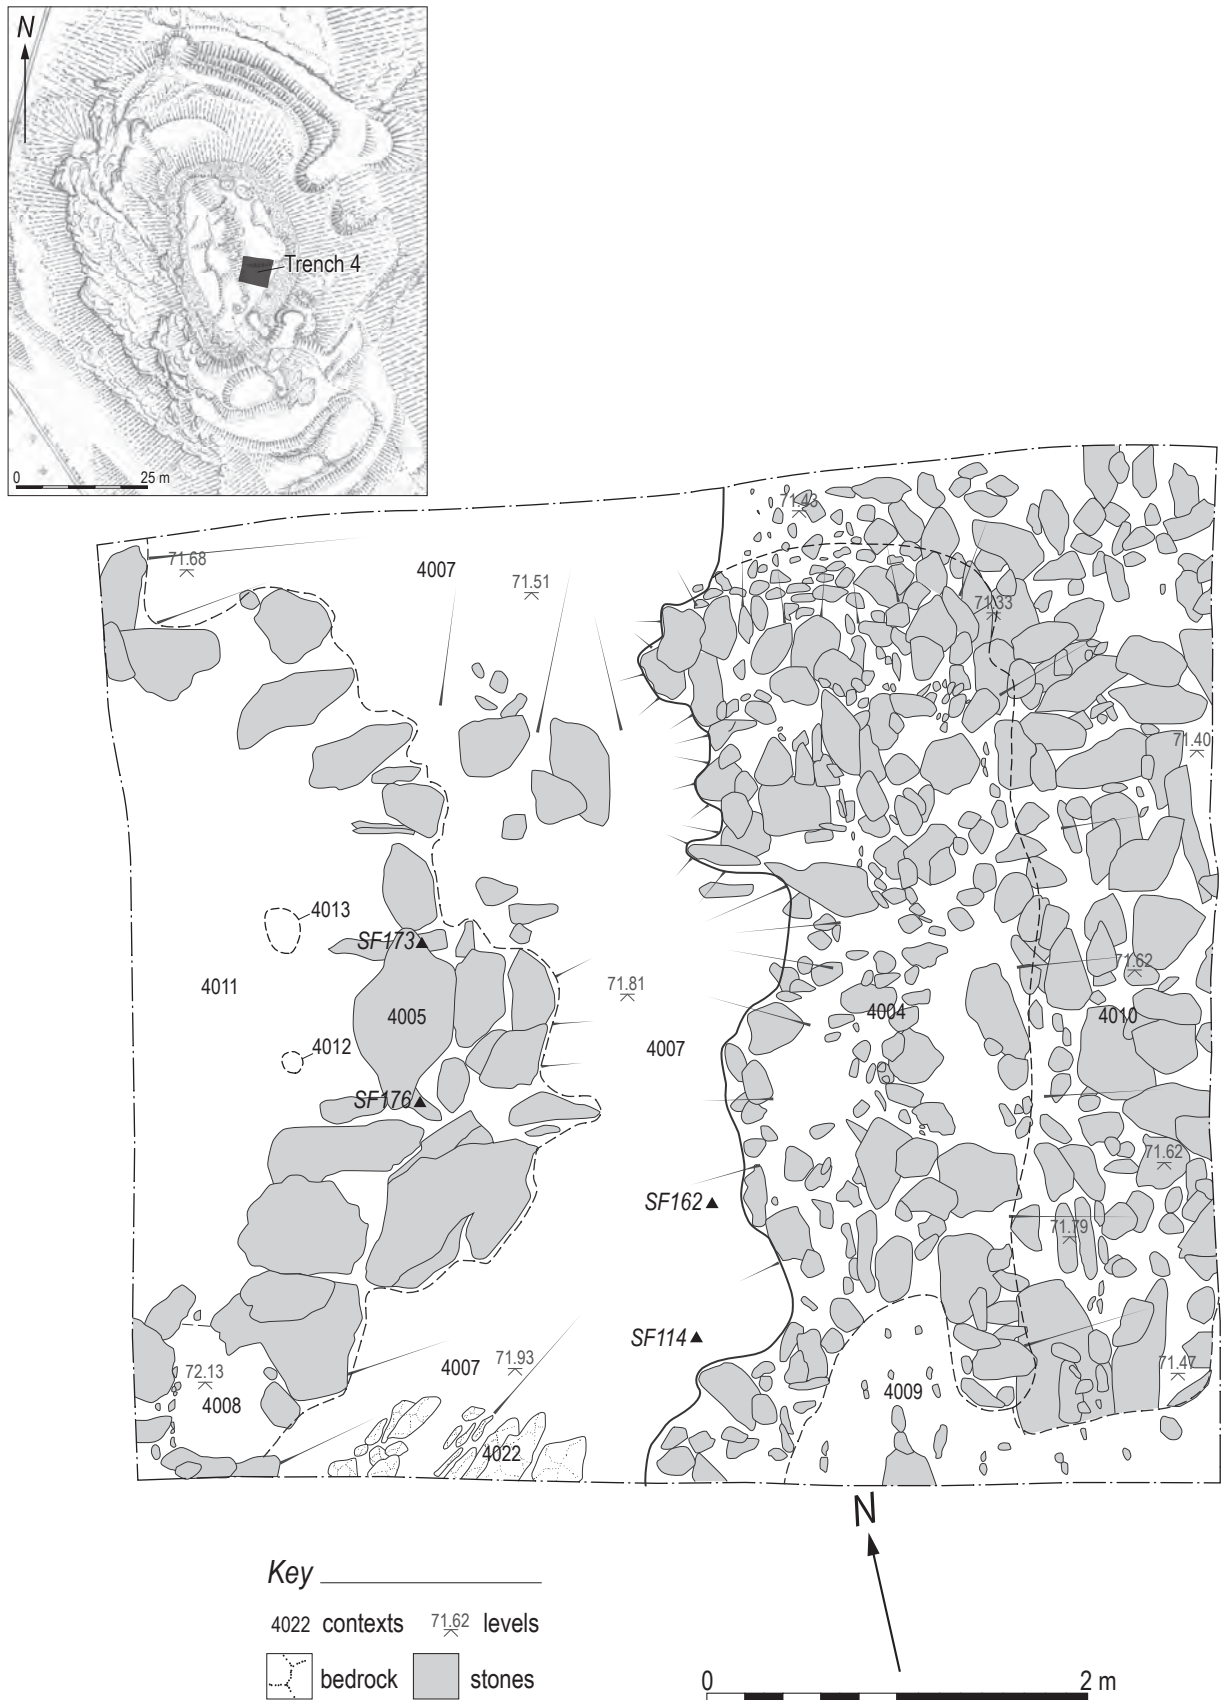 N
Trench 4
0 25 m
71.43
71.68
4007
71.51
71.33
71.40
4013
SF173
4011
71.81
71.62
4005
4004
4010
4012
4007
SF176
71.62
SF162
71.79
SF114
4007
71.93
71.47
72.13
4008
4009
4022
N
Key
4022 contexts 71.62 levels
bedrock stones
0 2 m